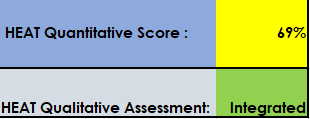 HEAT Quantitative Score : 69%
HEAT Qualitative Assessment: Integrated